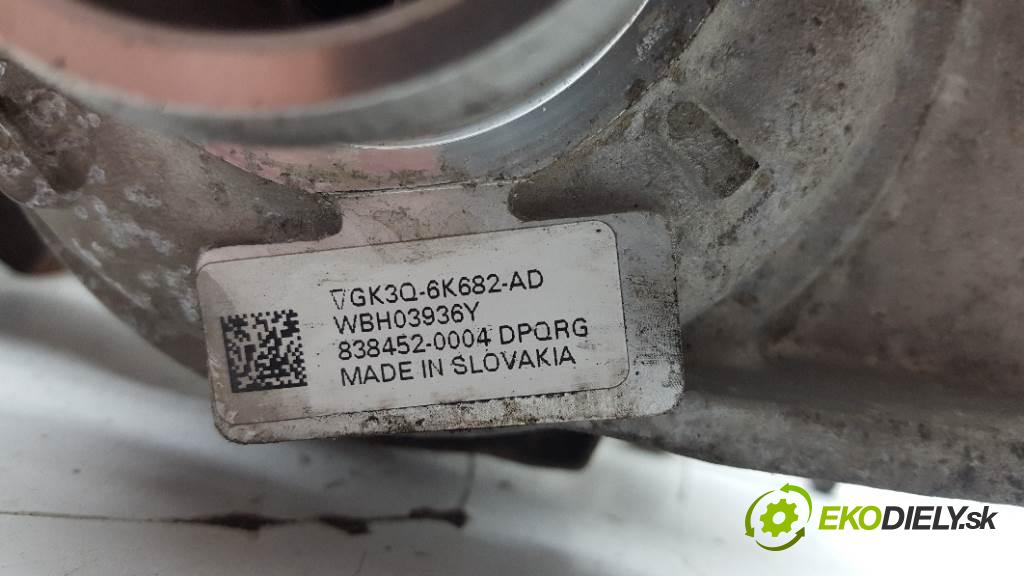 ▽GK3Q-6K682-AD
WBH03936Y
838452-0004 DPQRG
MADE IN SLOVAKIA
EKODIELY.sk